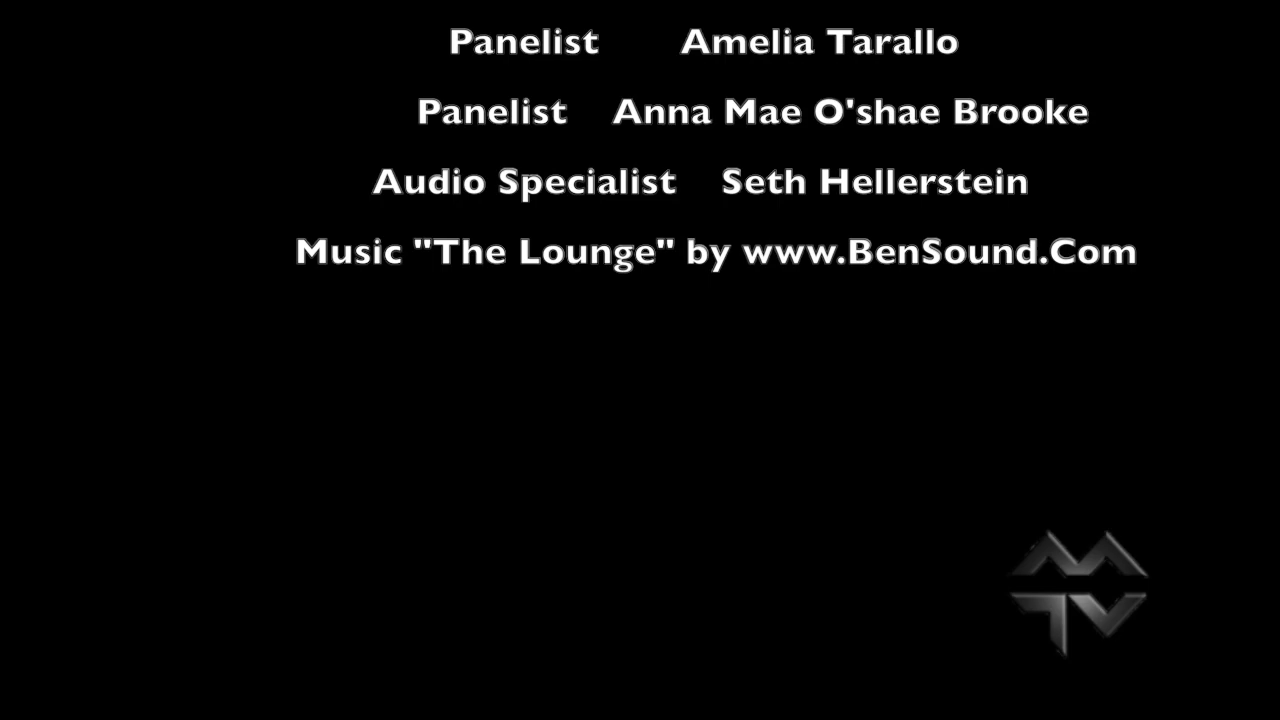 Panelist Amelia Tarallo
Panelist Anna Mae O'shae Brooke
Audio Specialist Seth Hellerstein
Music "The Lounge" by www.BenSound.Com
MTV